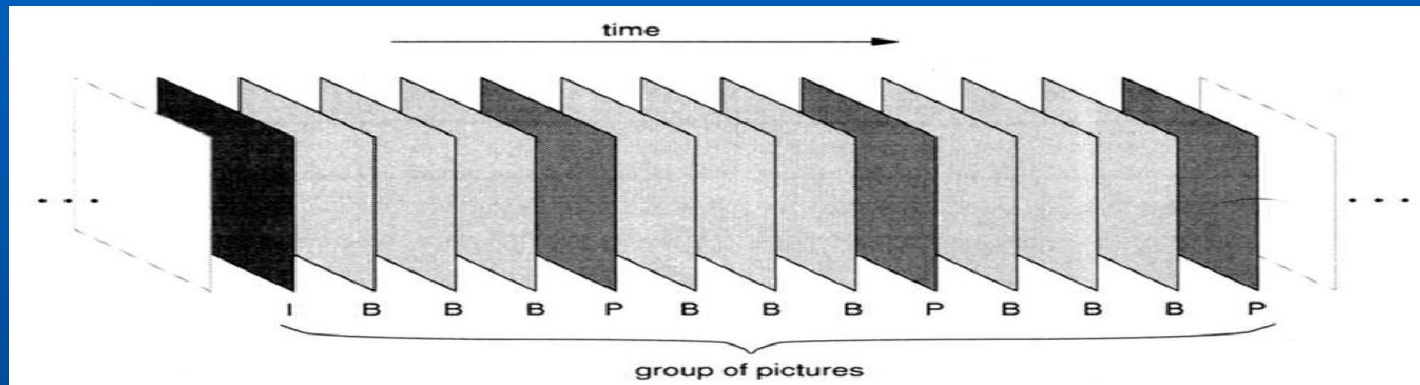 time
• • •
• • •
I B B B P B B B P B B B P
group of pictures